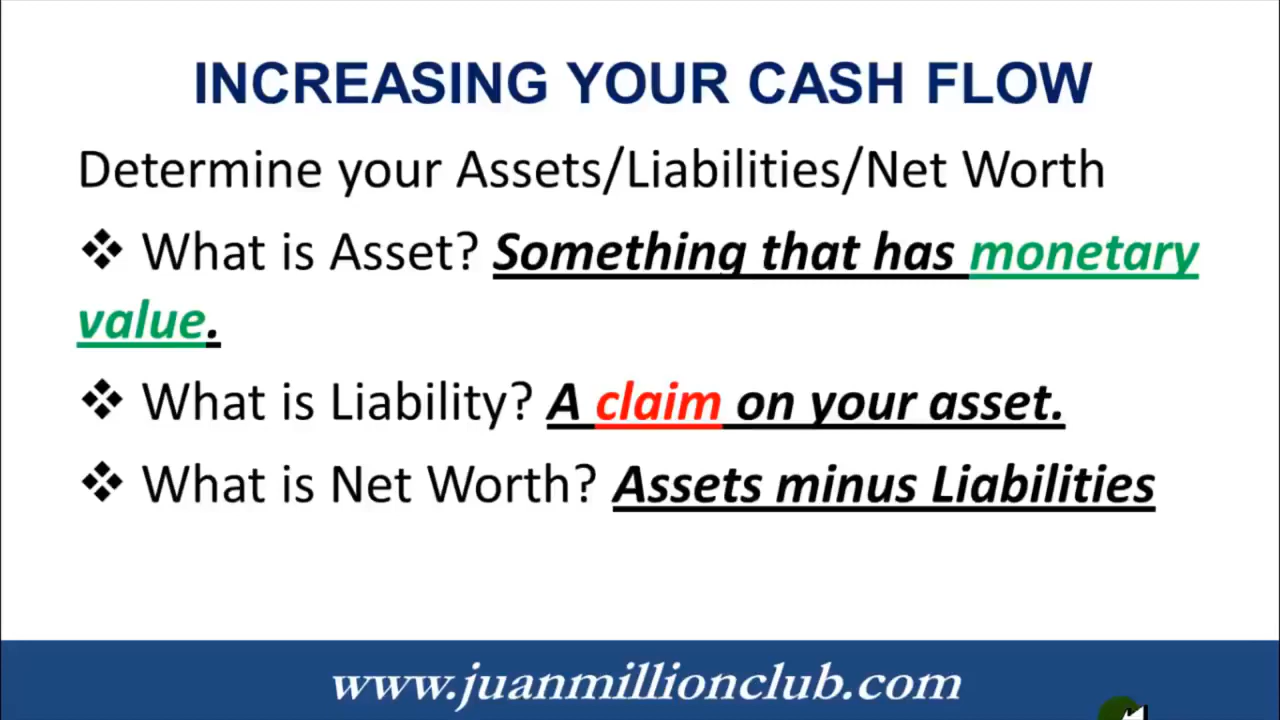 INCREASING YOUR CASH FLOW
Determine your Assets/Liabilities/Net Worth
❖ What is Asset? Something that has monetary
value.
❖ What is Liability? A claim on your asset.
❖ What is Net Worth? Assets minus Liabilities
www.juanmillionclub.com